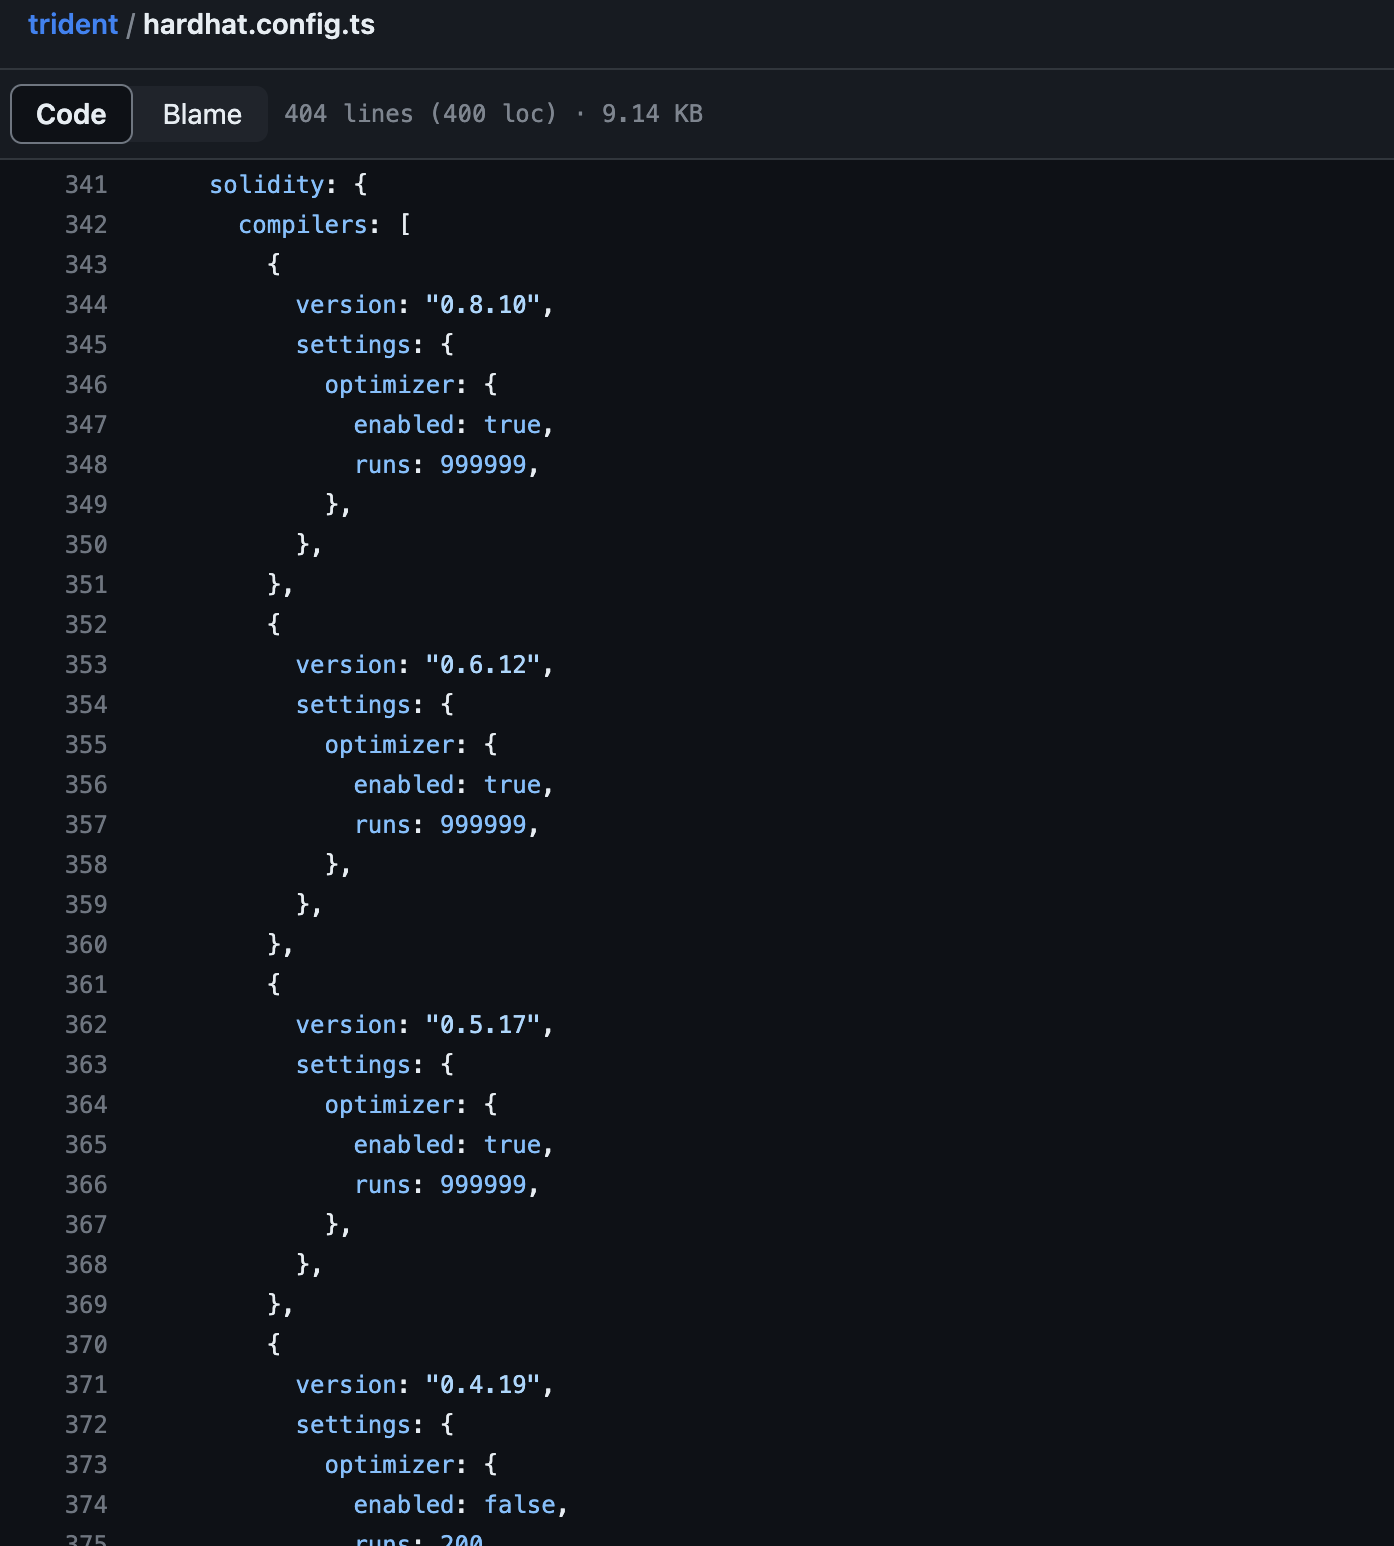 trident / hardhat.config.ts
Code Blame 404 lines (400 loc) · 9.14 KB
341 solidity: {
342 compilers: [
343 {
344 version: "0.8.10",
345 settings: {
346 optimizer: {
347 enabled: true,
348 runs: 999999,
349 },
350 },
351 },
352 {
353 version: "0.6.12",
354 settings: {
355 optimizer: {
356 enabled: true,
357 runs: 999999,
358 },
359 },
360 },
361 {
362 version: "0.5.17",
363 settings: {
364 optimizer: {
365 enabled: true,
366 runs: 999999,
367 },
368 },
369 },
370 {
371 version: "0.4.19",
372 settings: {
373 optimizer: {
374 enabled: false,
375 runs: 200